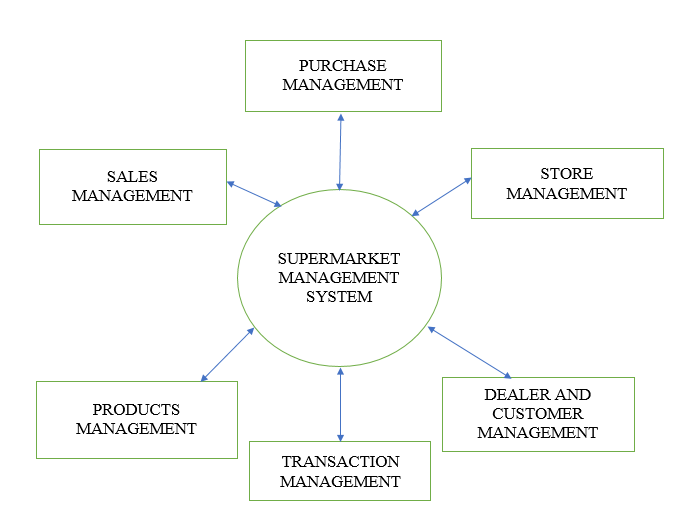 PURCHASE
MANAGEMENT
SALES
MANAGEMENT
STORE
MANAGEMENT
SUPERMARKET
MANAGEMENT
SYSTEM
PRODUCTS
MANAGEMENT
DEALER AND
CUSTOMER
MANAGEMENT
TRANSACTION
MANAGEMENT